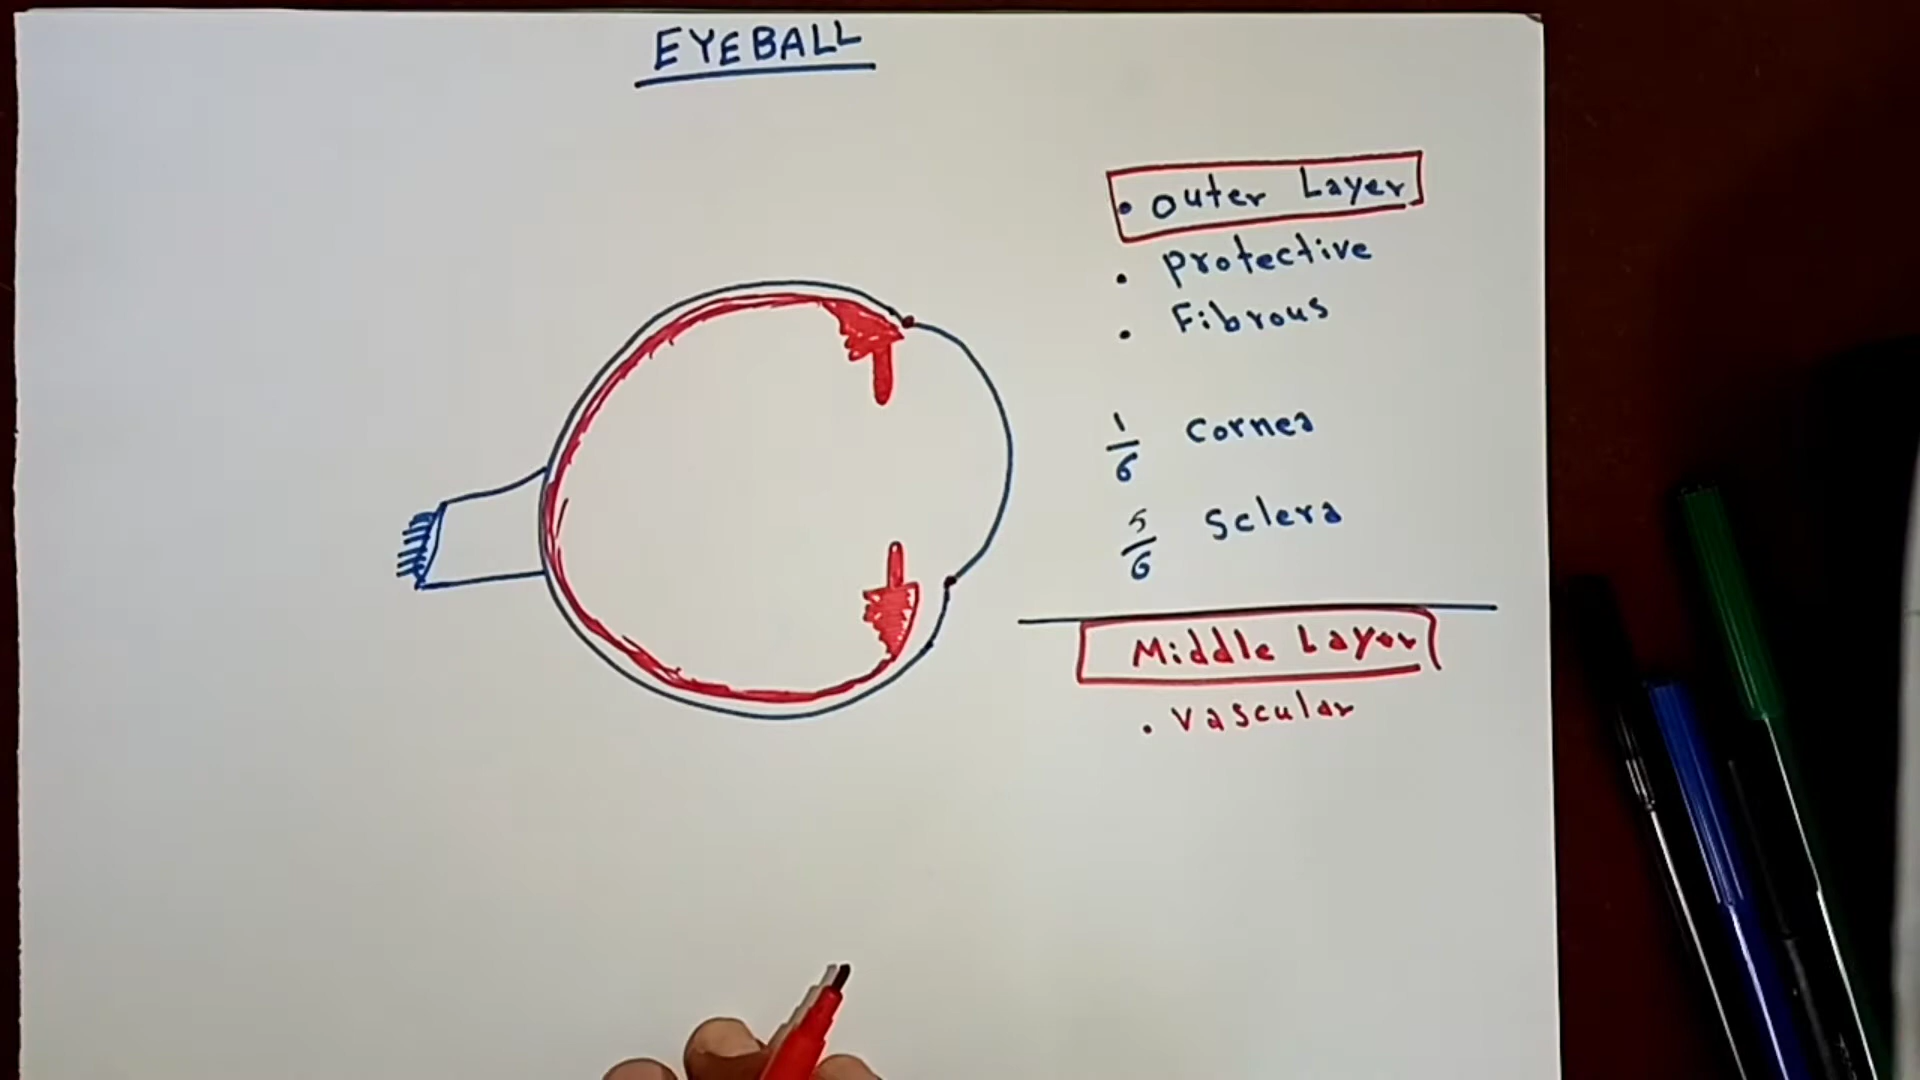 EYEBALL
• outer Layer
• Protective
• Fibrous
1/6 Cornea
5/6 Sclera
Middle Layer
• Vascular